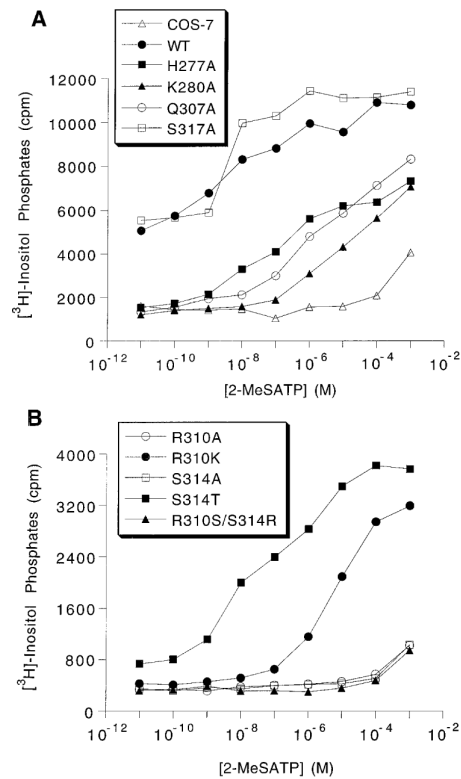 A
COS-7
WT
H277A
K280A
Q307A
S317A
[³H]-Inositol Phosphates (cpm)
12000
10000
8000
6000
4000
2000
0
10⁻¹² 10⁻¹⁰ 10⁻⁸ 10⁻⁶ 10⁻⁴ 10⁻²
[2-MeSATP] (M)
B
R310A
R310K
S314A
S314T
R310S/S314R
[³H]-Inositol Phosphates (cpm)
4000
3200
2400
1600
800
0
10⁻¹² 10⁻¹⁰ 10⁻⁸ 10⁻⁶ 10⁻⁴ 10⁻²
[2-MeSATP] (M)